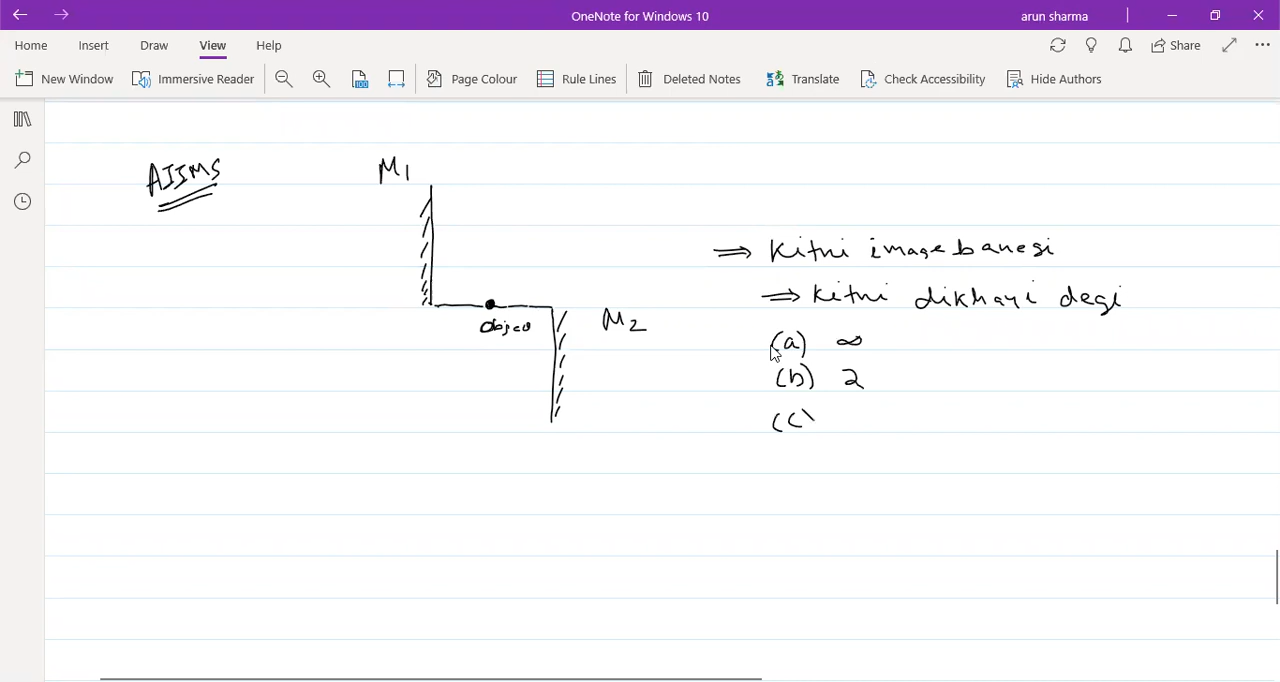 OneNote for Windows 10
arun sharma
Home Insert Draw View Help
Share
New Window Immersive Reader Page Colour Rule Lines Deleted Notes Translate Check Accessibility Hide Authors
AIIMS
M1
⇒ Kitni image banegi
⇒ Kitni dikhayi degi
object
M2
(a) ∞
(b) 2
(c)